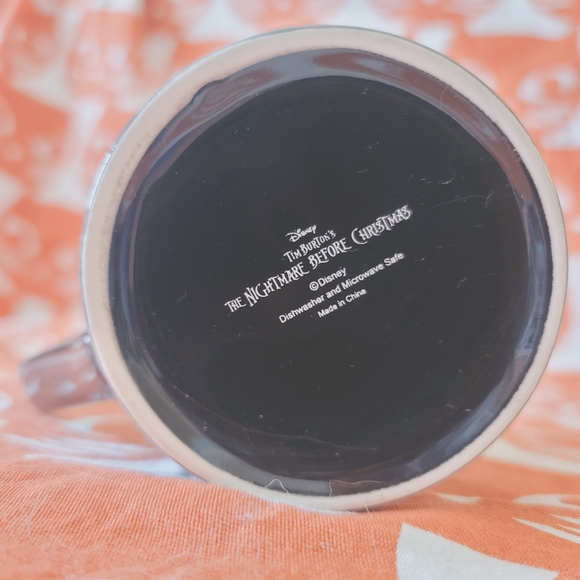 Disney
TIM BURTON'S
THE NIGHTMARE BEFORE CHRISTMAS
©Disney
Dishwasher and Microwave Safe
Made in China